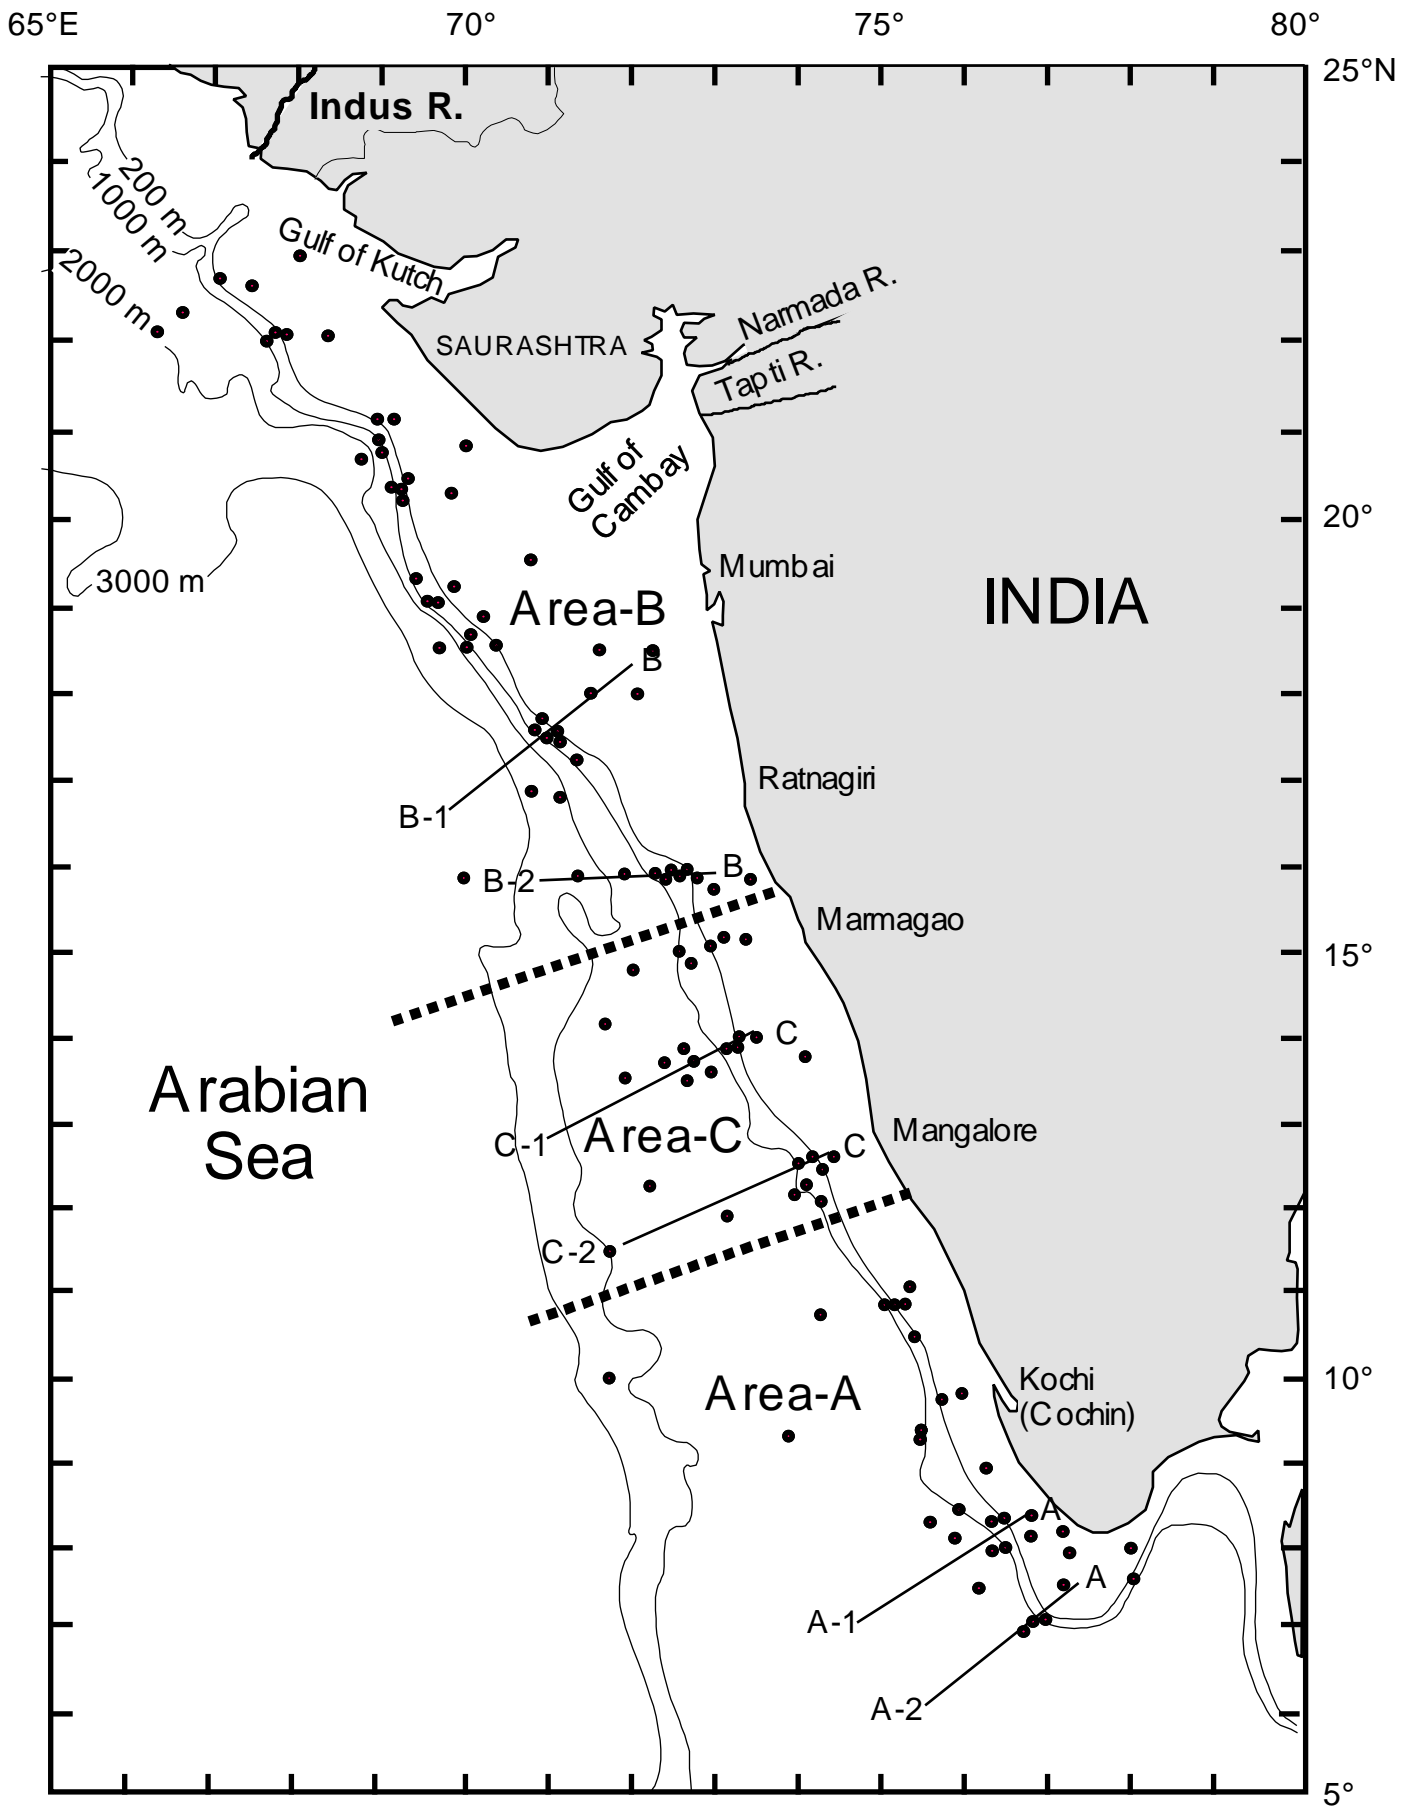 65°E 70° 75° 80°
25°N
Indus R.
200 m
1000 m
2000 m
Gulf of Kutch
Narmada R.
SAURASHTRA
Tapti R.
Gulf of
Cambay
20°
3000 m
Mumbai
Area-B
INDIA
B
Ratnagiri
B-1
B
B-2
Marmagao
15°
C
Arabian
Sea
C-1
Area-C
Mangalore
C
C-2
10°
Area-A
Kochi
(Cochin)
A
A
A-1
A-2
5°